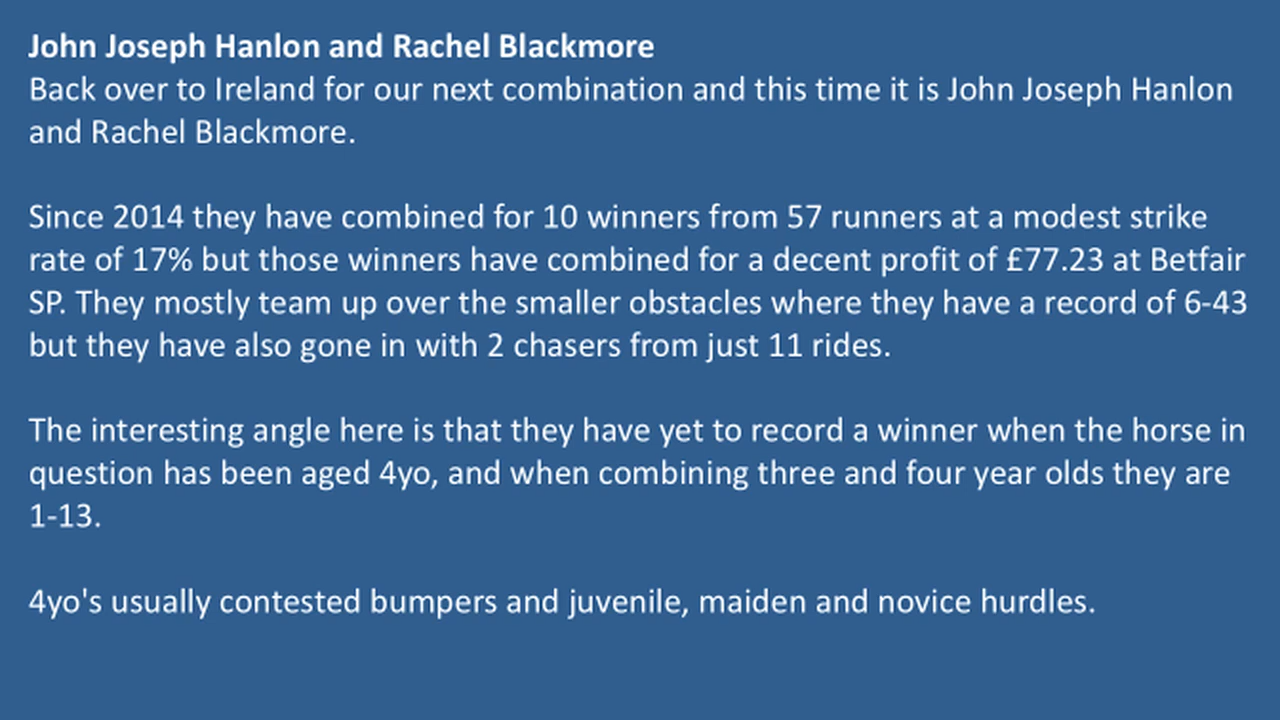 John Joseph Hanlon and Rachel Blackmore
Back over to Ireland for our next combination and this time it is John Joseph Hanlon
and Rachel Blackmore.
Since 2014 they have combined for 10 winners from 57 runners at a modest strike
rate of 17% but those winners have combined for a decent profit of £77.23 at Betfair
SP. They mostly team up over the smaller obstacles where they have a record of 6-43
but they have also gone in with 2 chasers from just 11 rides.
The interesting angle here is that they have yet to record a winner when the horse in
question has been aged 4yo, and when combining three and four year olds they are
1-13.
4yo's usually contested bumpers and juvenile, maiden and novice hurdles.